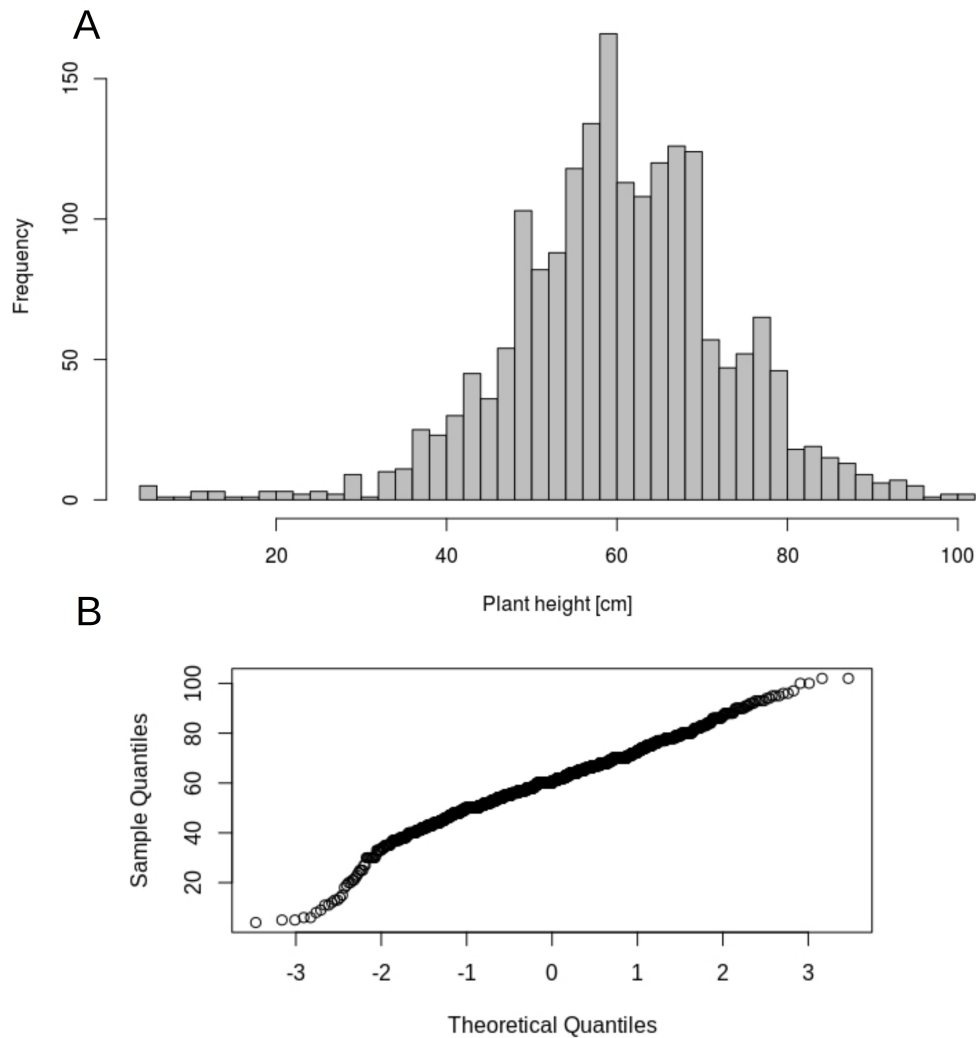 A
150
100
50
0
Frequency
20 40 60 80 100
Plant height [cm]
B
100
80
60
40
20
Sample Quantiles
-3 -2 -1 0 1 2 3
Theoretical Quantiles